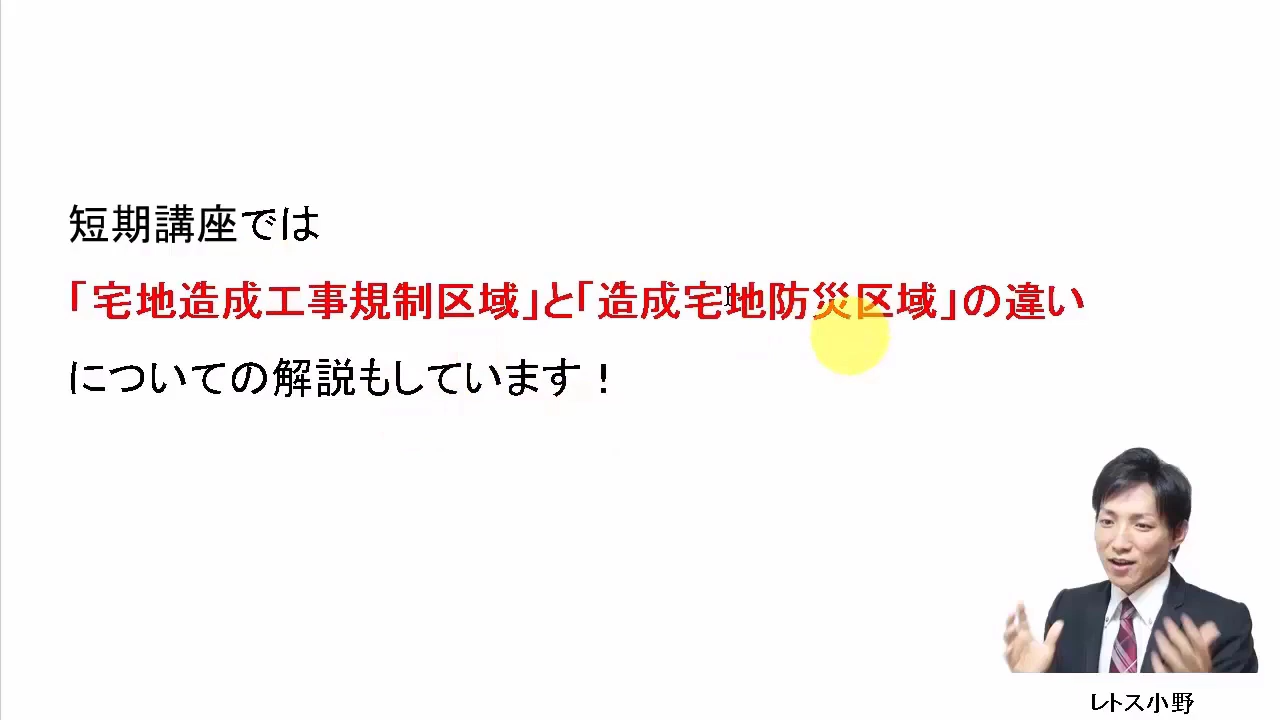 短期講座では
「宅地造成工事規制区域」と「造成宅地防災区域」の違い
についての解説もしています！
レトス小野